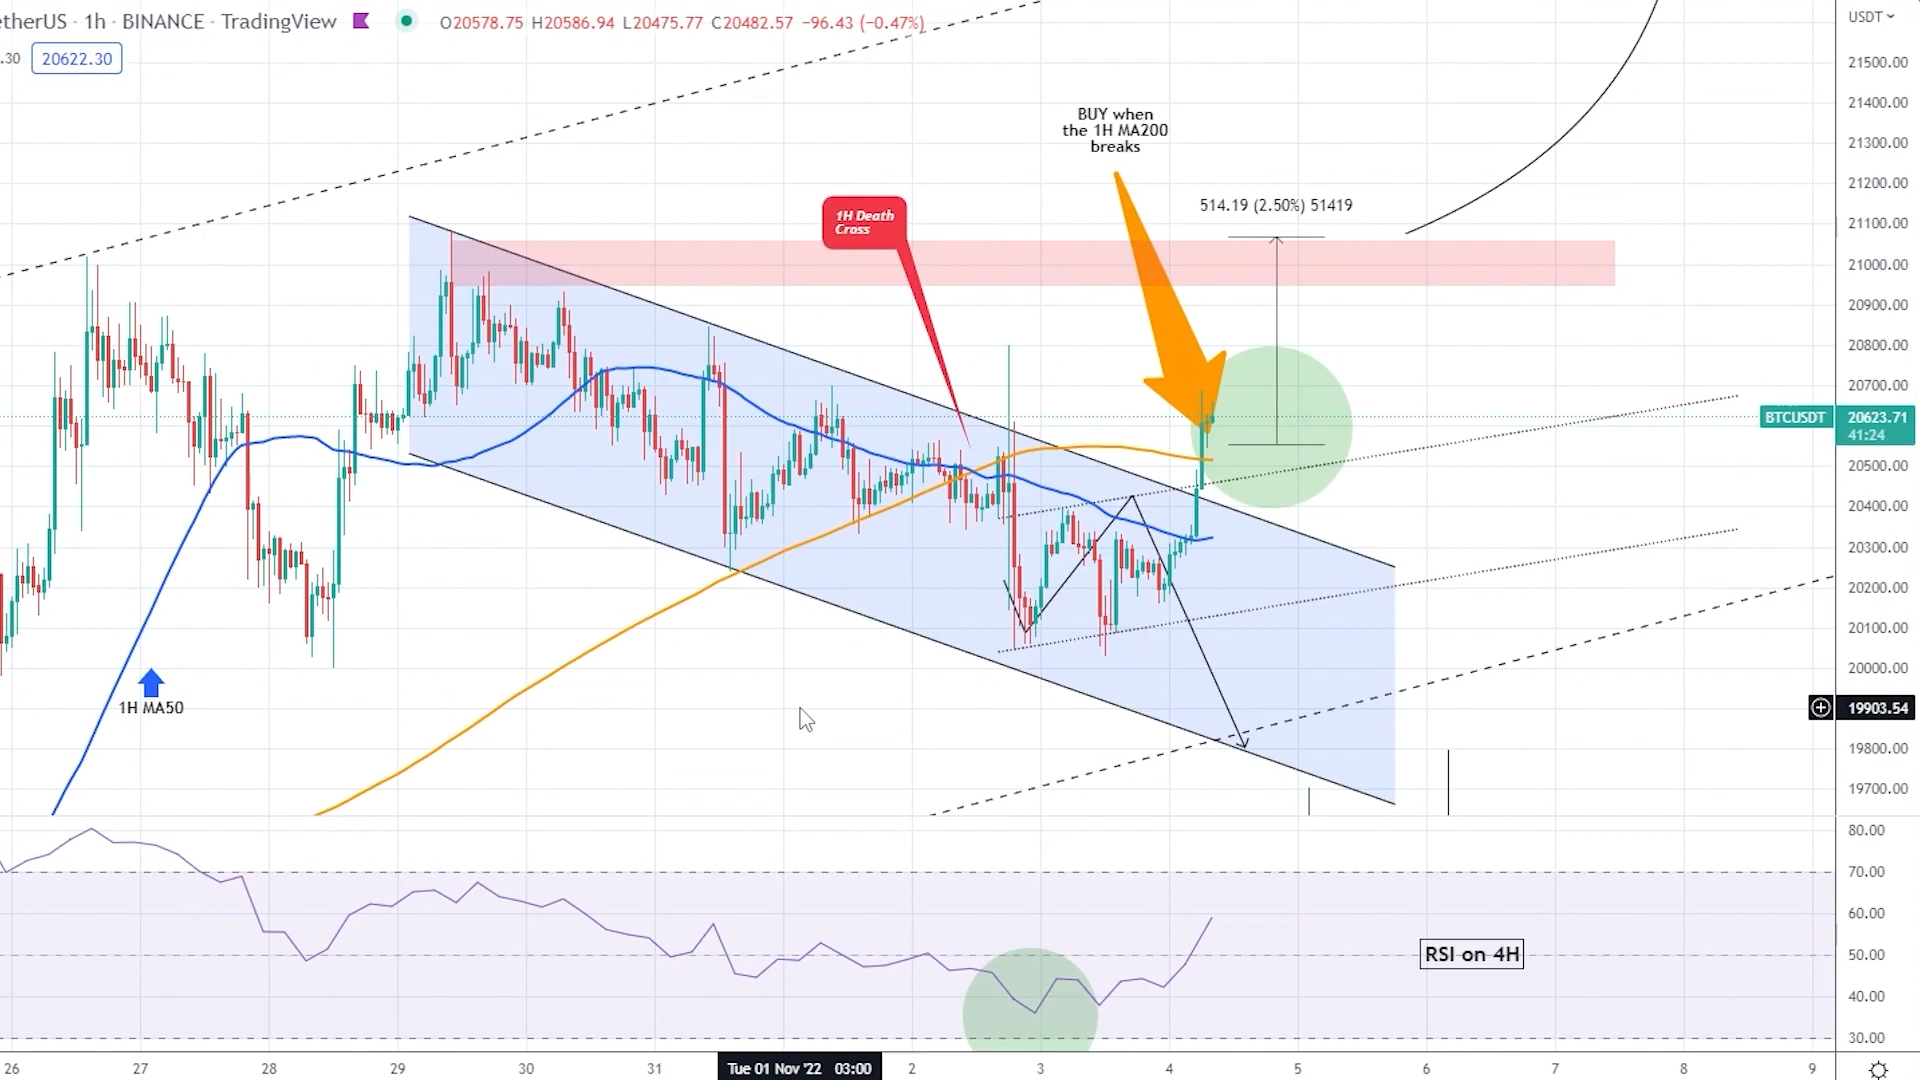 etherUS · 1h · BINANCE · TradingView O20578.75 H20586.94 L20475.77 C20482.57 −96.43 (−0.47%)
.30 20622.30
USDT
21500.00
21400.00
21300.00
21200.00
21100.00
21000.00
20900.00
20800.00
20700.00
BTCUSDT 20623.71
41:24
20500.00
20400.00
20300.00
20200.00
20100.00
20000.00
19903.54
19800.00
19700.00
BUY when
the 1H MA200
breaks
514.19 (2.50%) 51419
1H Death
Cross
1H MA50
80.00
70.00
60.00
50.00
40.00
30.00
RSI on 4H
26 27 28 29 30 31 Tue 01 Nov '22 03:00 2 3 4 5 6 7 8 9